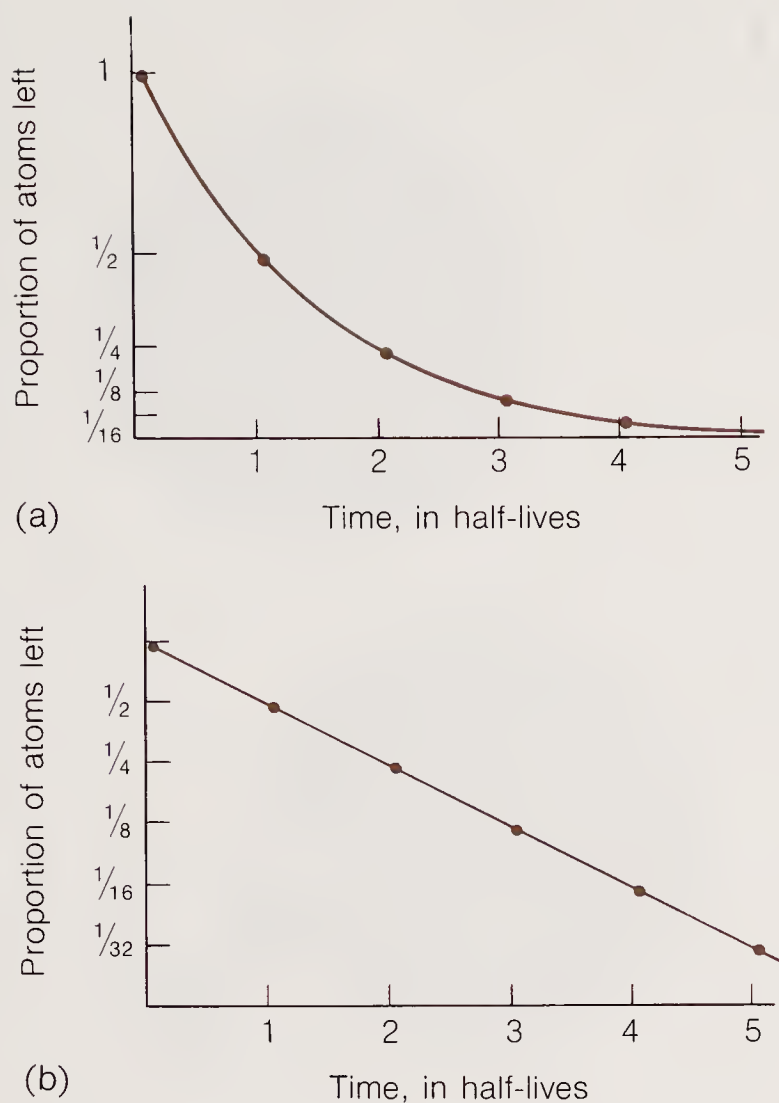 Proportion of atoms left
1
1/2
1/4
1/8
1/16
1 2 3 4 5
(a)
Time, in half-lives
Proportion of atoms left
1/2
1/4
1/8
1/16
1/32
1 2 3 4 5
(b)
Time, in half-lives